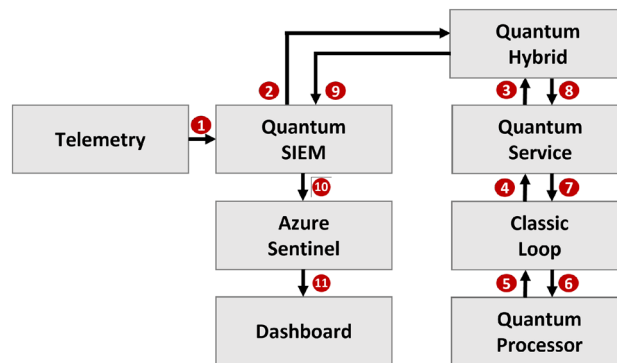 Quantum
Hybrid
2
9
3
8
Telemetry
1
Quantum
SIEM
Quantum
Service
10
4
7
Azure
Sentinel
Classic
Loop
11
5
6
Dashboard
Quantum
Processor